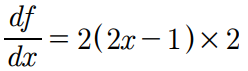 df/dx = 2(2x − 1) × 2